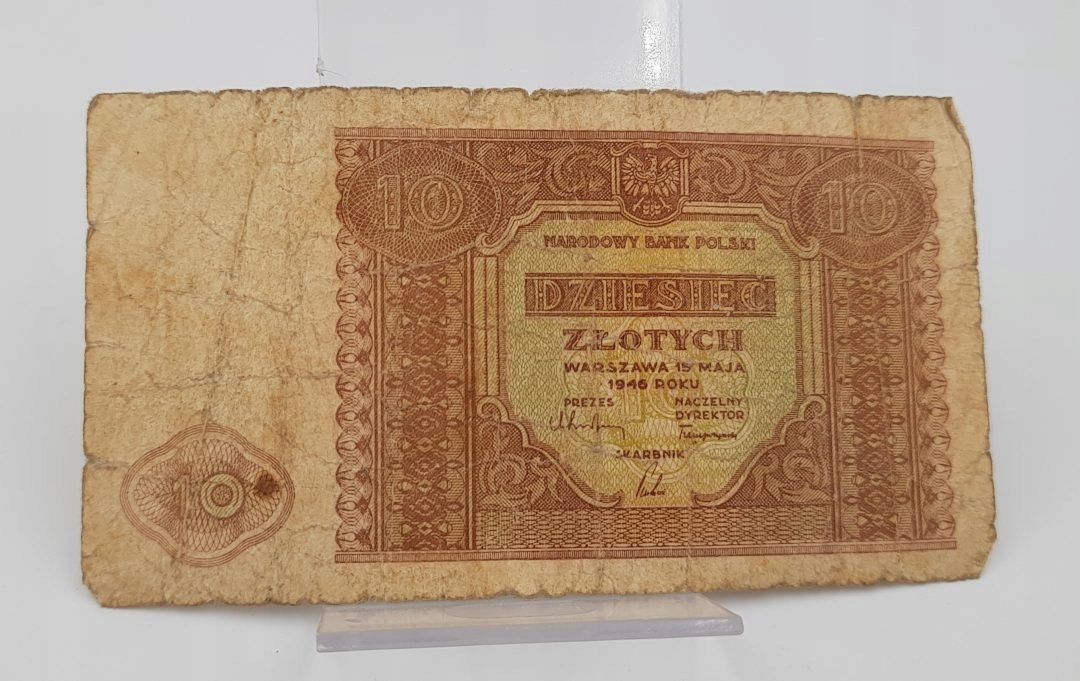 10 10
NARODOWY BANK POLSKI
DZIESIĘĆ
ZŁOTYCH
WARSZAWA 15 MAJA
1946 ROKU
PREZES NACZELNY
DYREKTOR
SKARBNIK
10